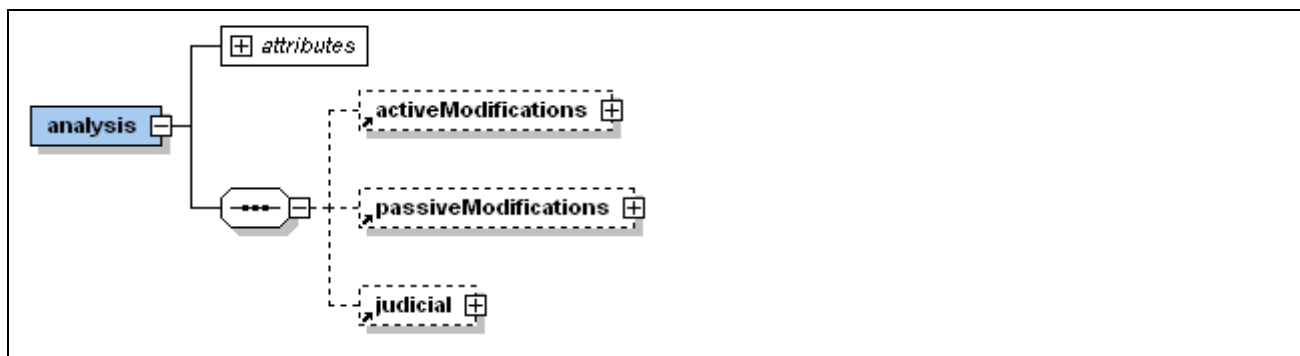 attributes
analysis
activeModifications
passiveModifications
judicial